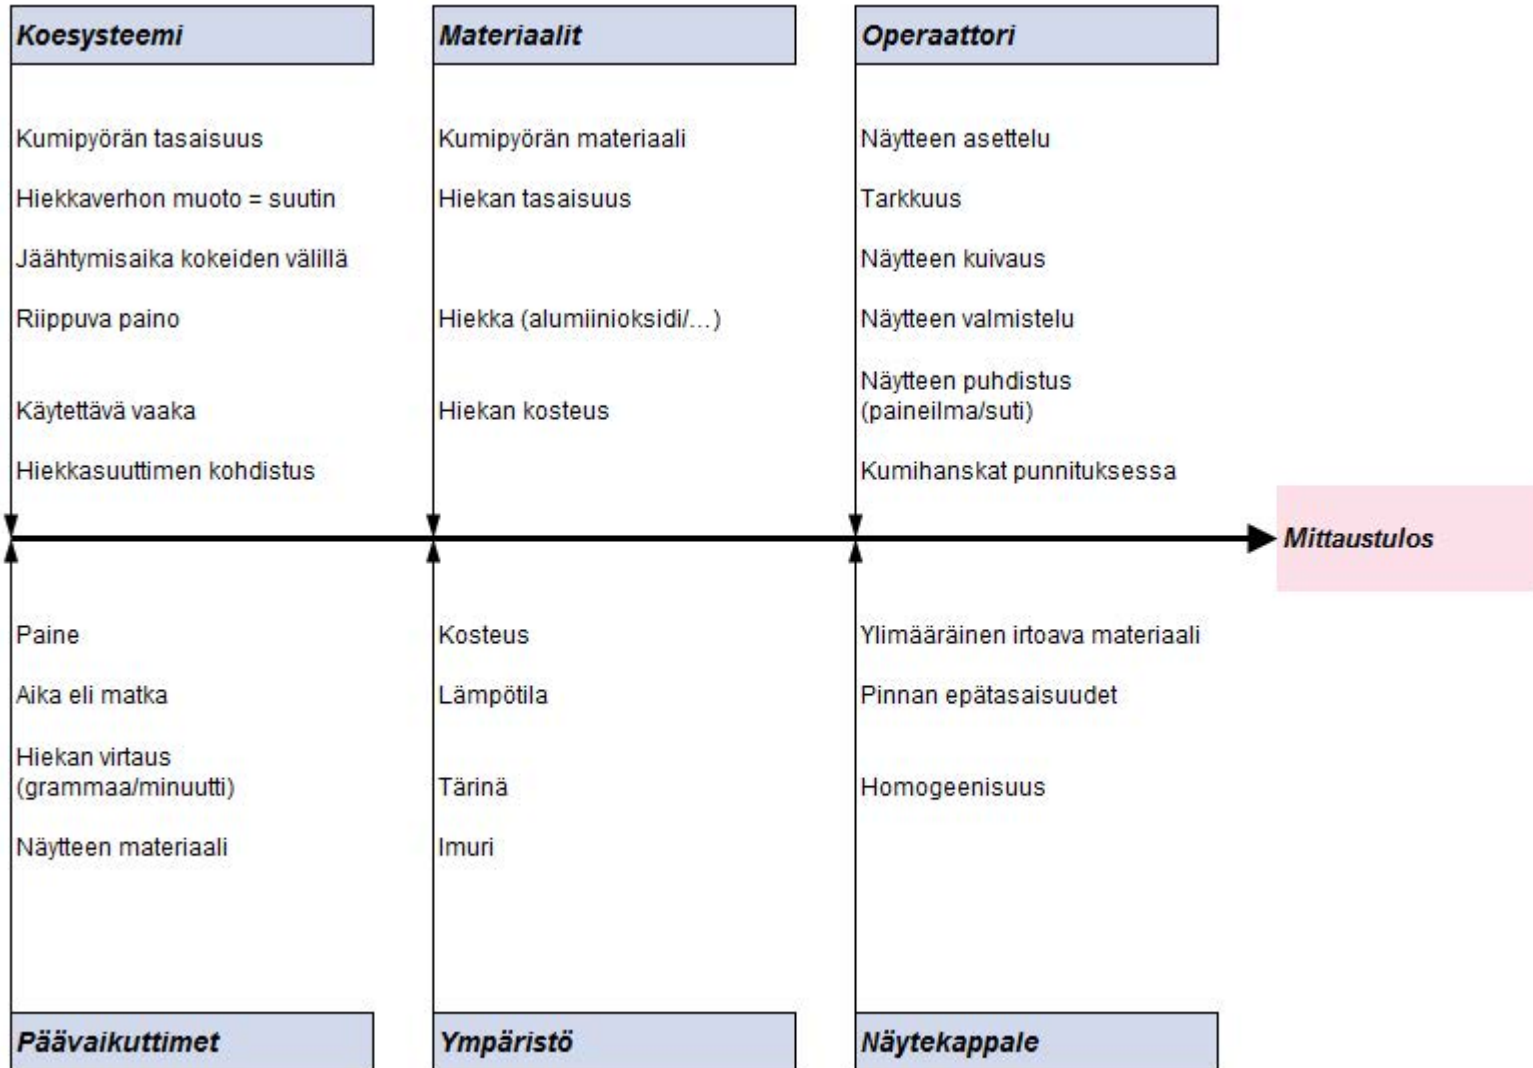 Koesysteemi
Kumipyörän tasaisuus
Hiekkaverhon muoto = suutin
Jäähtymisaika kokeiden välillä
Riippuva paino
Käytettävä vaaka
Hiekkasuuttimen kohdistus
Materiaalit
Kumipyörän materiaali
Hiekan tasaisuus
Hiekka (alumiinioksidi/...)
Hiekan kosteus
Operaattori
Näytteen asettelu
Tarkkuus
Näytteen kuivaus
Näytteen valmistelu
Näytteen puhdistus
(paineilma/suti)
Kumihanskat punnituksessa
Mittaustulos
Paine
Aika eli matka
Hiekan virtaus
(grammaa/minuutti)
Näytteen materiaali
Päävaikuttimet
Kosteus
Lämpötila
Tärinä
Imuri
Ympäristö
Ylimääräinen irtoava materiaali
Pinnan epätasaisuudet
Homogeenisuus
Näytekappale